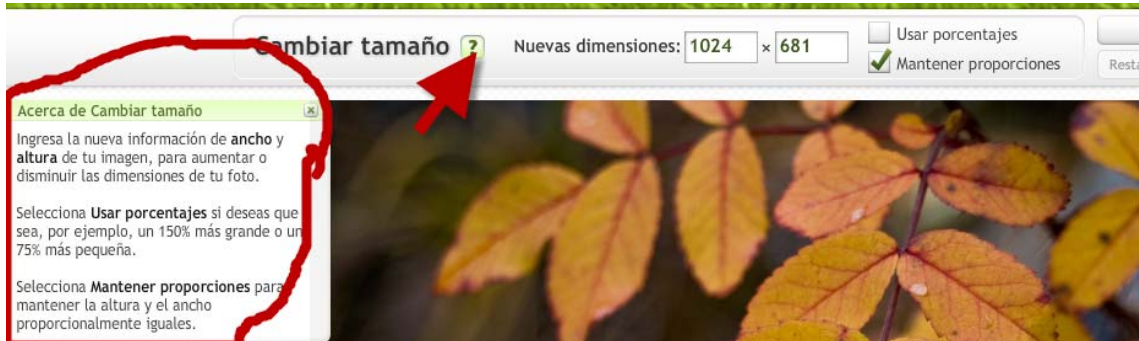 Cambiar tamaño ?
Nuevas dimensiones: 1024 × 681
Usar porcentajes
Mantener proporciones
Acerca de Cambiar tamaño
Ingresa la nueva información de ancho y
altura de tu imagen, para aumentar o
disminuir las dimensiones de tu foto.
Selecciona Usar porcentajes si deseas que
sea, por ejemplo, un 150% más grande o un
75% más pequeña.
Selecciona Mantener proporciones para
mantener la altura y el ancho
proporcionalmente iguales.